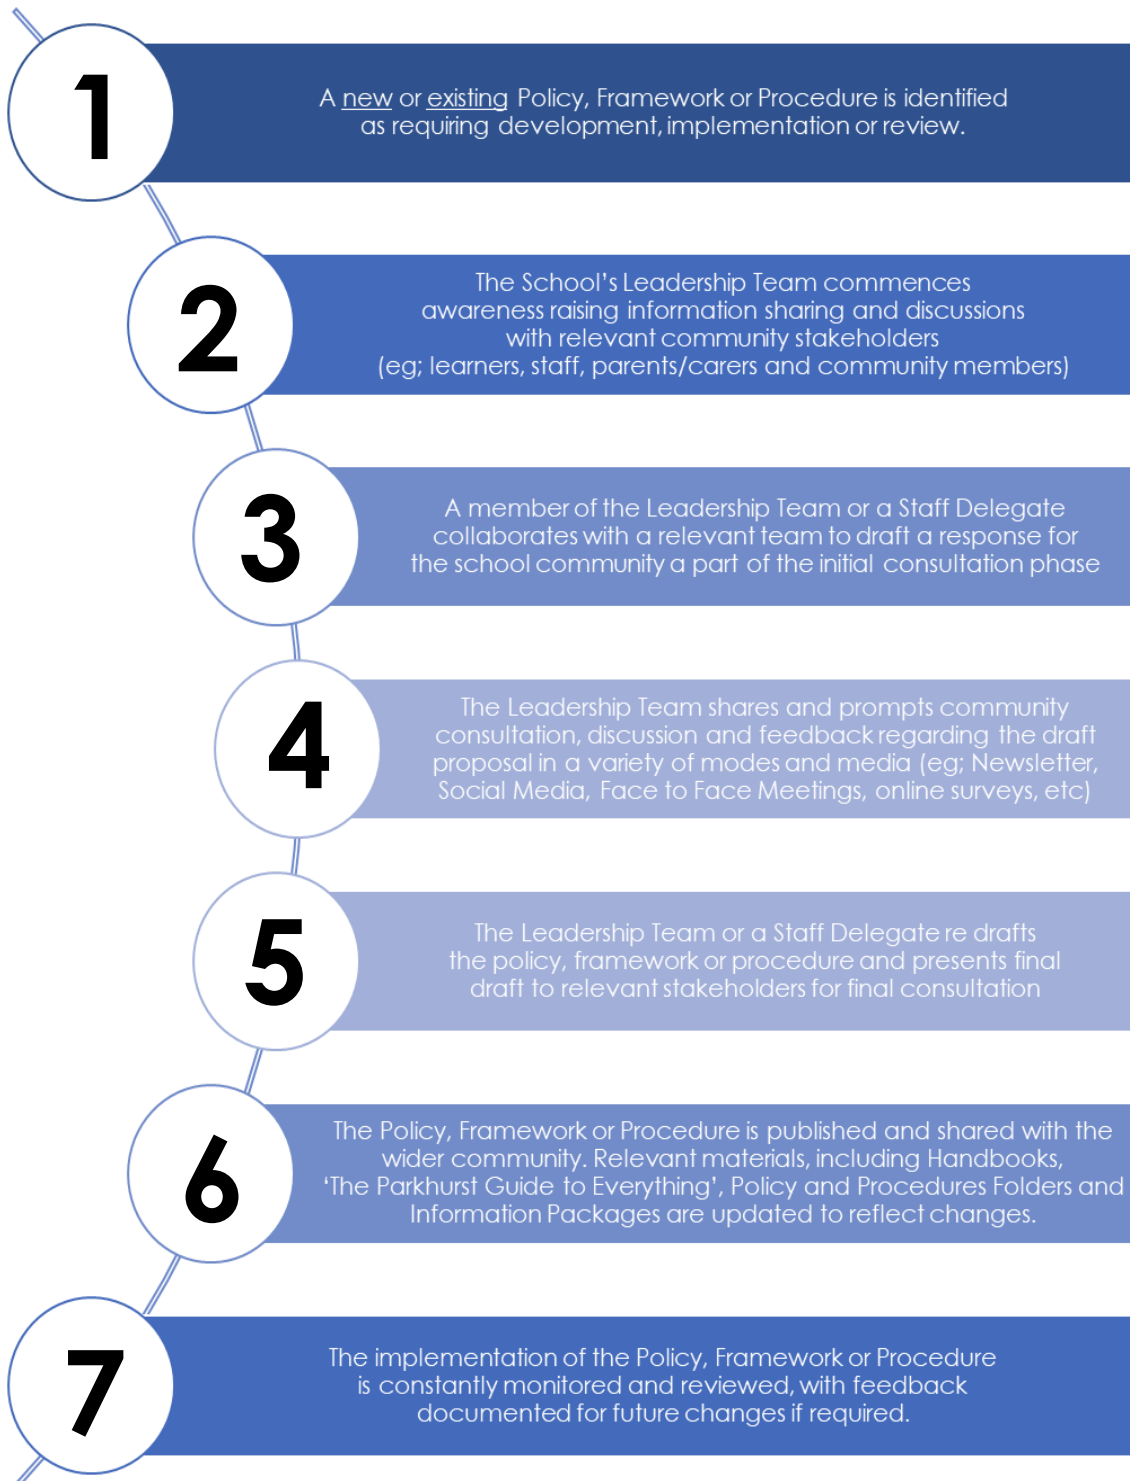 1
A new or existing Policy, Framework or Procedure is identified
as requiring development, implementation or review.
2
The School’s Leadership Team commences
awareness raising information sharing and discussions
with relevant community stakeholders
(eg; learners, staff, parents/carers and community members)
3
A member of the Leadership Team or a Staff Delegate
collaborates with a relevant team to draft a response for
the school community a part of the initial consultation phase
4
The Leadership Team shares and prompts community
consultation, discussion and feedback regarding the draft
proposal in a variety of modes and media (eg; Newsletter,
Social Media, Face to Face Meetings, online surveys, etc)
5
The Leadership Team or a Staff Delegate re drafts
the policy, framework or procedure and presents final
draft to relevant stakeholders for final consultation
6
The Policy, Framework or Procedure is published and shared with the
wider community. Relevant materials, including Handbooks,
‘The Parkhurst Guide to Everything’, Policy and Procedures Folders and
Information Packages are updated to reflect changes.
7
The implementation of the Policy, Framework or Procedure
is constantly monitored and reviewed, with feedback
documented for future changes if required.